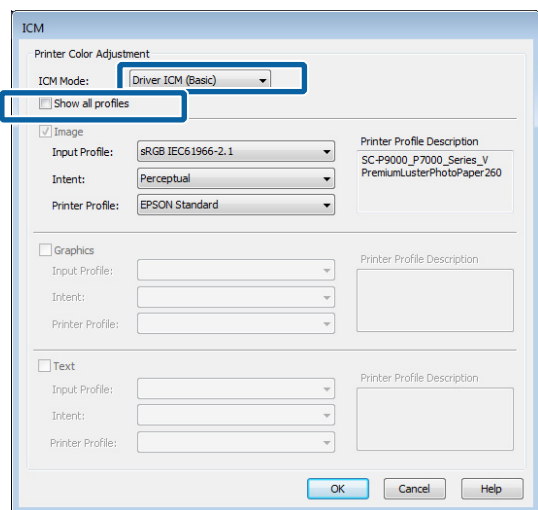 ICM
Printer Color Adjustment
ICM Mode: Driver ICM (Basic)
Show all profiles
Image
Input Profile: sRGB IEC61966-2.1
Intent: Perceptual
Printer Profile: EPSON Standard
Printer Profile Description
SC-P9000_P7000_Series_V
PremiumLusterPhotoPaper260
Graphics
Input Profile:
Intent:
Printer Profile:
Printer Profile Description
Text
Input Profile:
Intent:
Printer Profile:
Printer Profile Description
OK Cancel Help